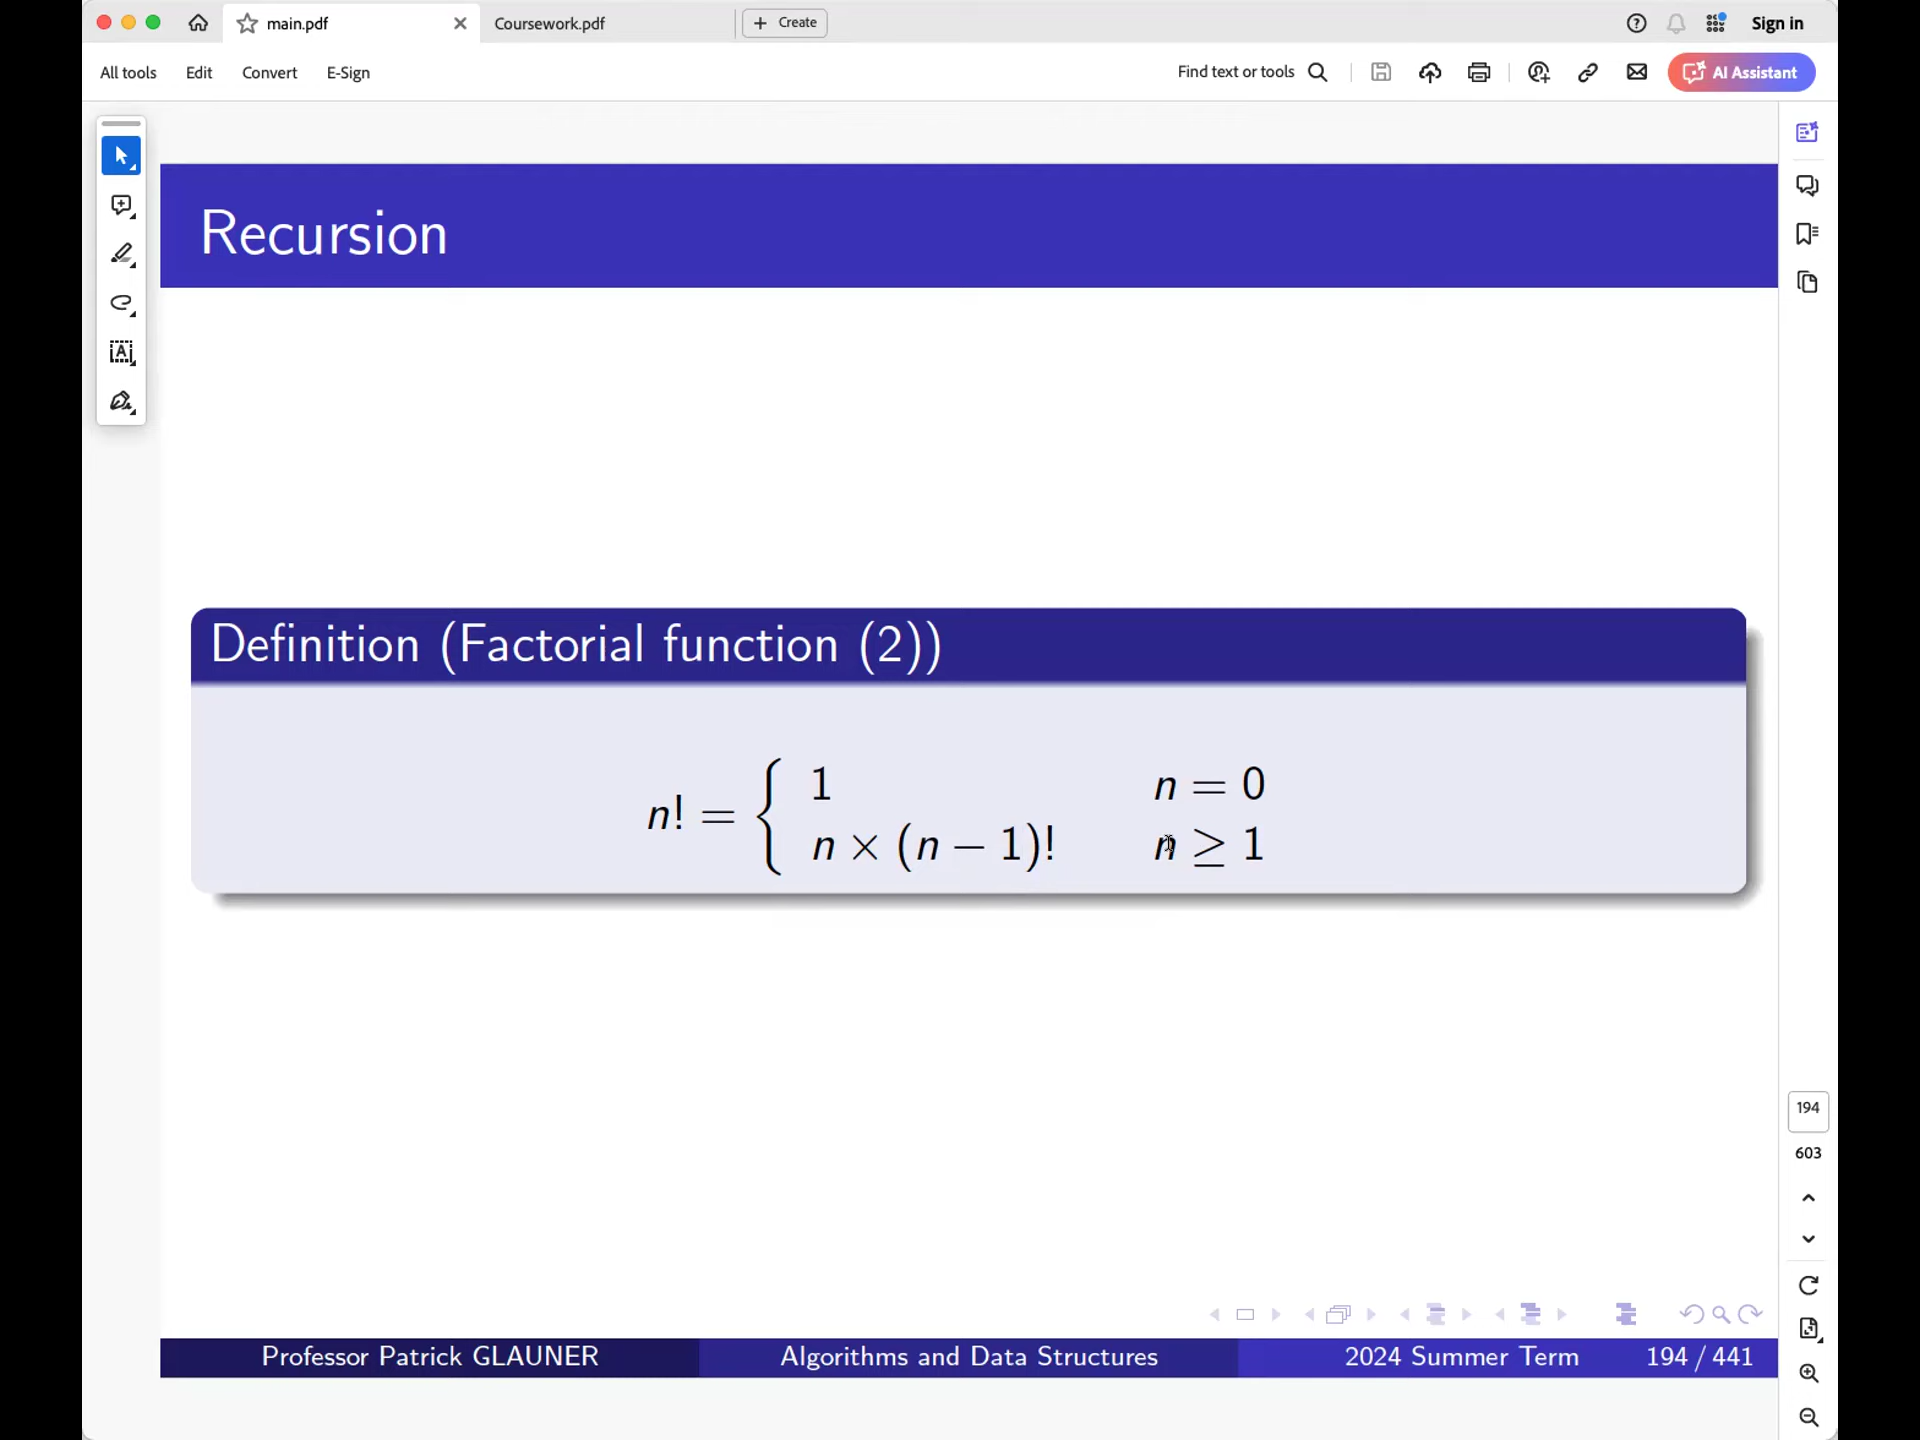 main.pdf
Coursework.pdf
Create
Sign in
All tools
Edit
Convert
E-Sign
Find text or tools
AI Assistant
Recursion
Definition (Factorial function (2))
n! = { 1 n = 0
n × (n − 1)! n ≥ 1
194
603
Professor Patrick GLAUNER
Algorithms and Data Structures
2024 Summer Term
194 / 441